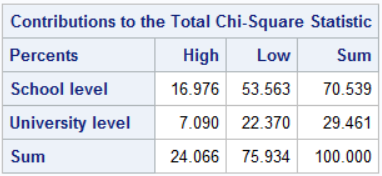 Contributions to the Total Chi-Square Statistic
Percents High Low Sum
School level 16.976 53.563 70.539
University level 7.090 22.370 29.461
Sum 24.066 75.934 100.000